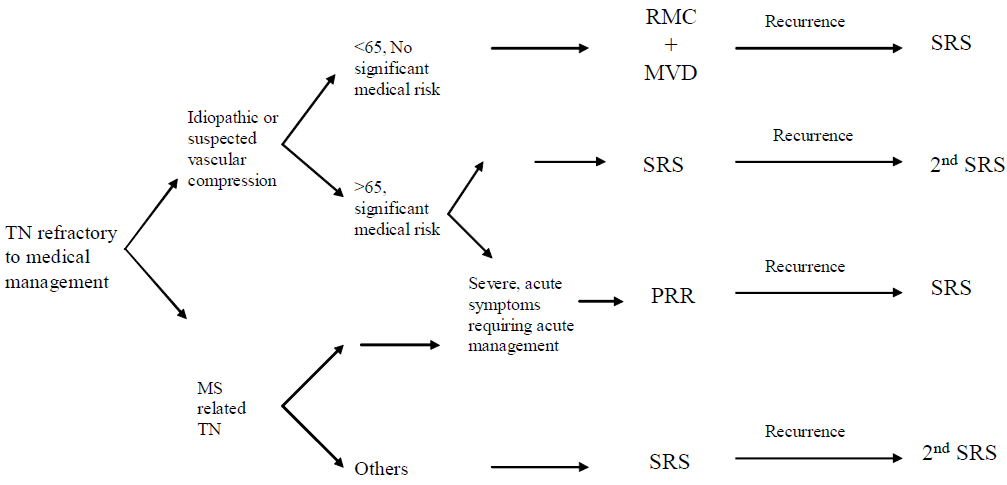 TN refractory
to medical
management
Idiopathic or
suspected
vascular
compression
MS
related
TN
<65, No
significant
medical risk
>65,
significant
medical risk
Severe, acute
symptoms
requiring acute
management
Others
RMC
+
MVD
Recurrence
SRS
SRS
Recurrence
2nd SRS
PRR
Recurrence
SRS
SRS
Recurrence
2nd SRS